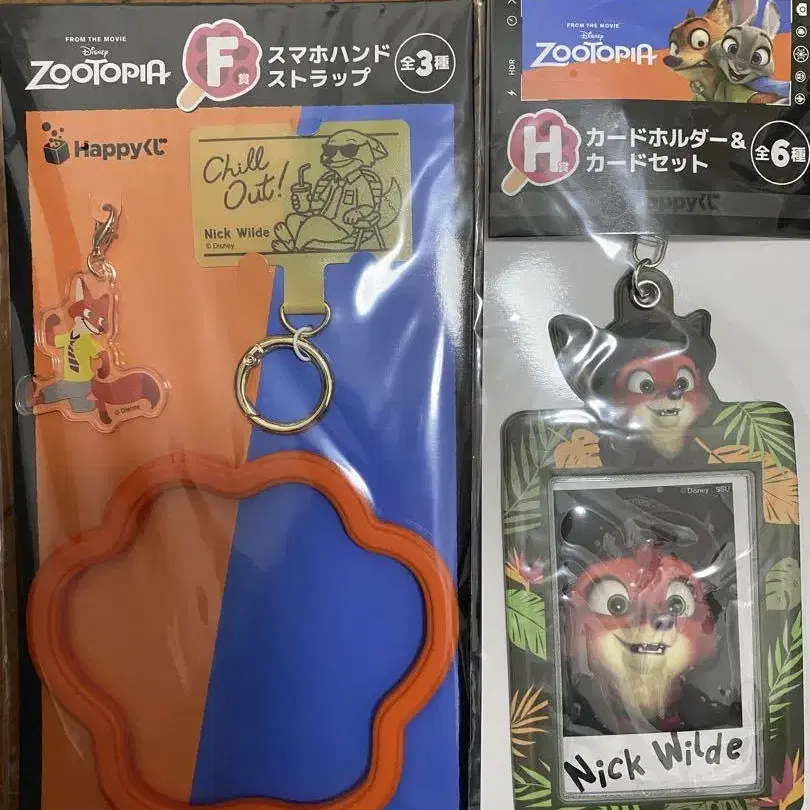 FROM THE MOVIE
Disney
ZOOTOPIA
F賞
スマホハンド
ストラップ
全3種
Happyくじ
Chill
Out!
Nick Wilde
© Disney
© Disney
FROM THE MOVIE
Disney
ZOOTOPIA
HDR
H賞
カードホルダー&
カードセット
全6種
Happyくじ
©Disney SSU
Nick Wilde